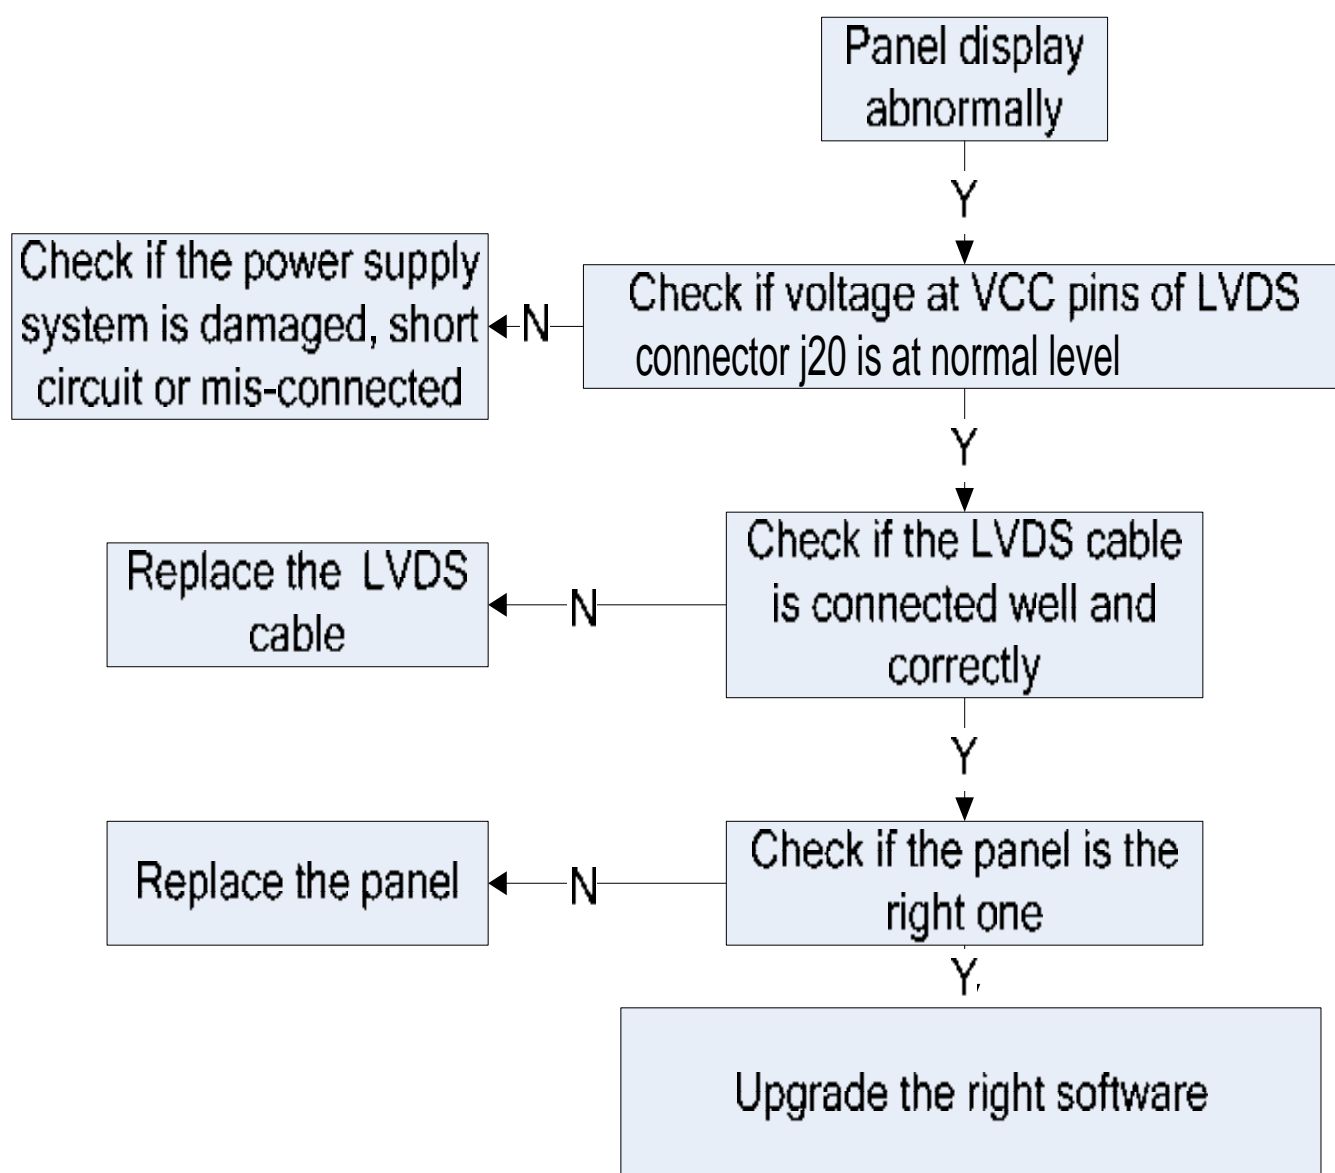 Panel display
abnormally
Y
Check if the power supply
system is damaged, short
circuit or mis-connected
N
Check if voltage at VCC pins of LVDS
connector j20 is at normal level
Y
Replace the LVDS
cable
N
Check if the LVDS cable
is connected well and
correctly
Y
Replace the panel
N
Check if the panel is the
right one
Y,
Upgrade the right software